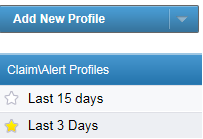 Add New Profile
Claim\Alert Profiles
Last 15 days
Last 3 Days